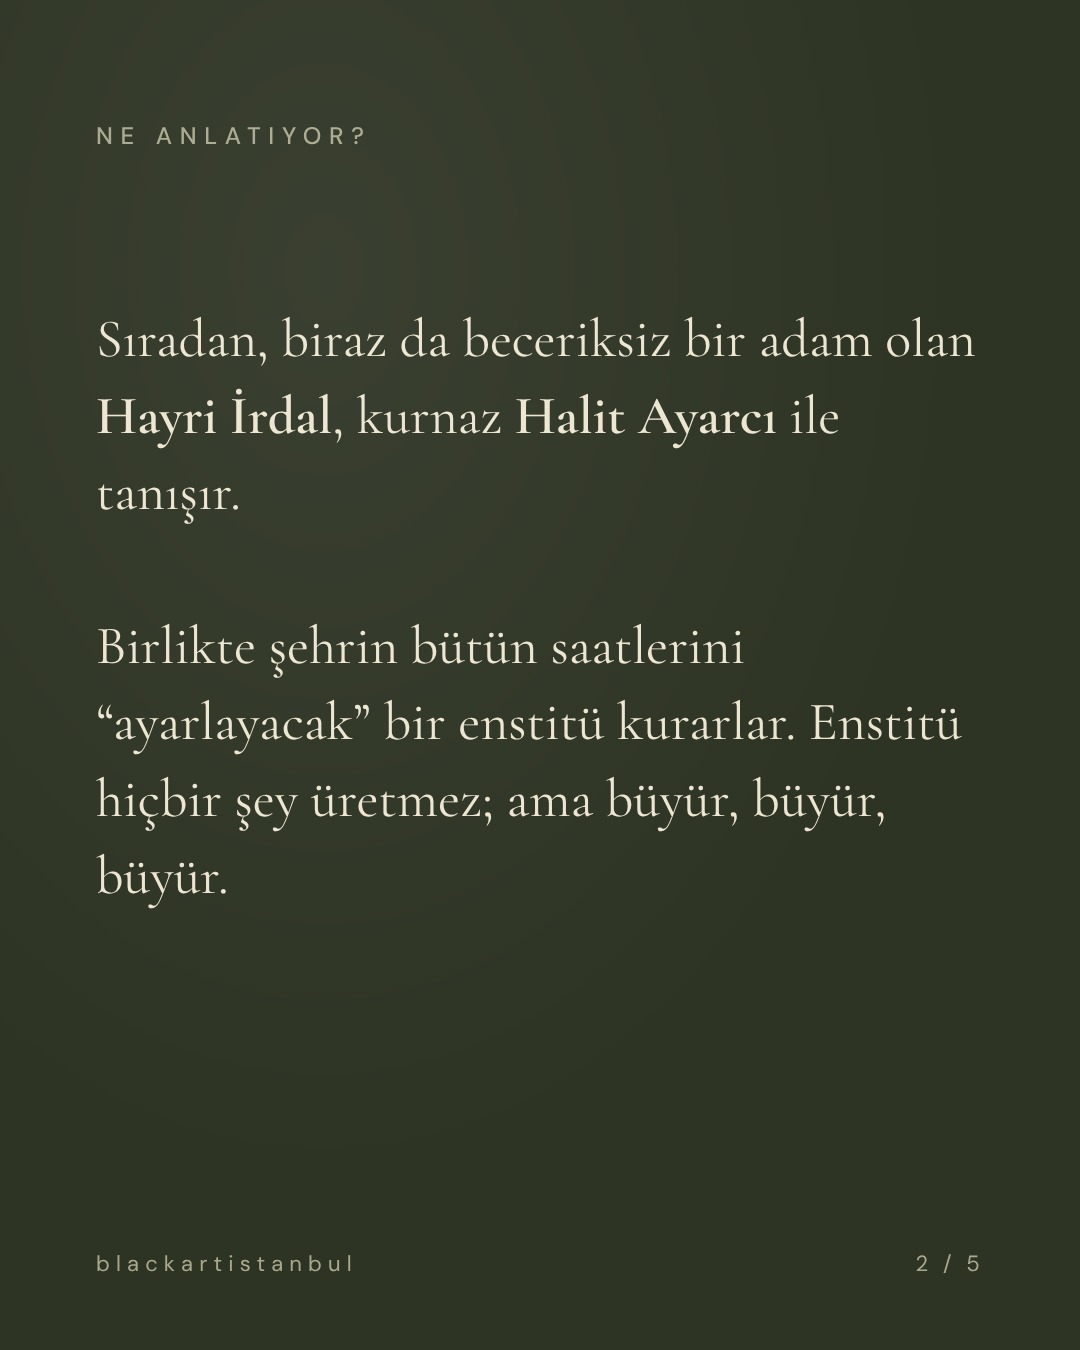 NE ANLATIYOR?
Sıradan, biraz da beceriksiz bir adam olan
Hayri İrdal, kurnaz Halit Ayarcı ile
tanışır.
Birlikte şehrin bütün saatlerini
“ayarlayacak” bir enstitü kurarlar. Enstitü
hiçbir şey üretmez; ama büyür, büyür,
büyür.
blackartistanbul
2 / 5